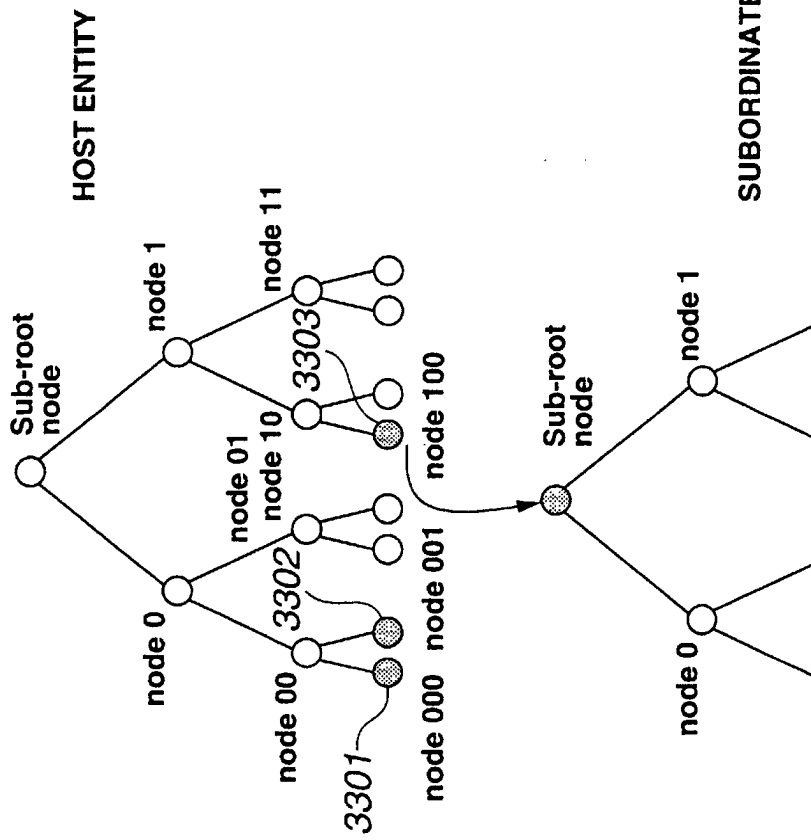 HOST ENTITY
Sub-root
node
node 0
node 1
node 00
node 01
node 10
node 11
3301
3302
3303
node 000
node 001
node 100
Sub-root
node
node 0
node 1
SUBORDINATE